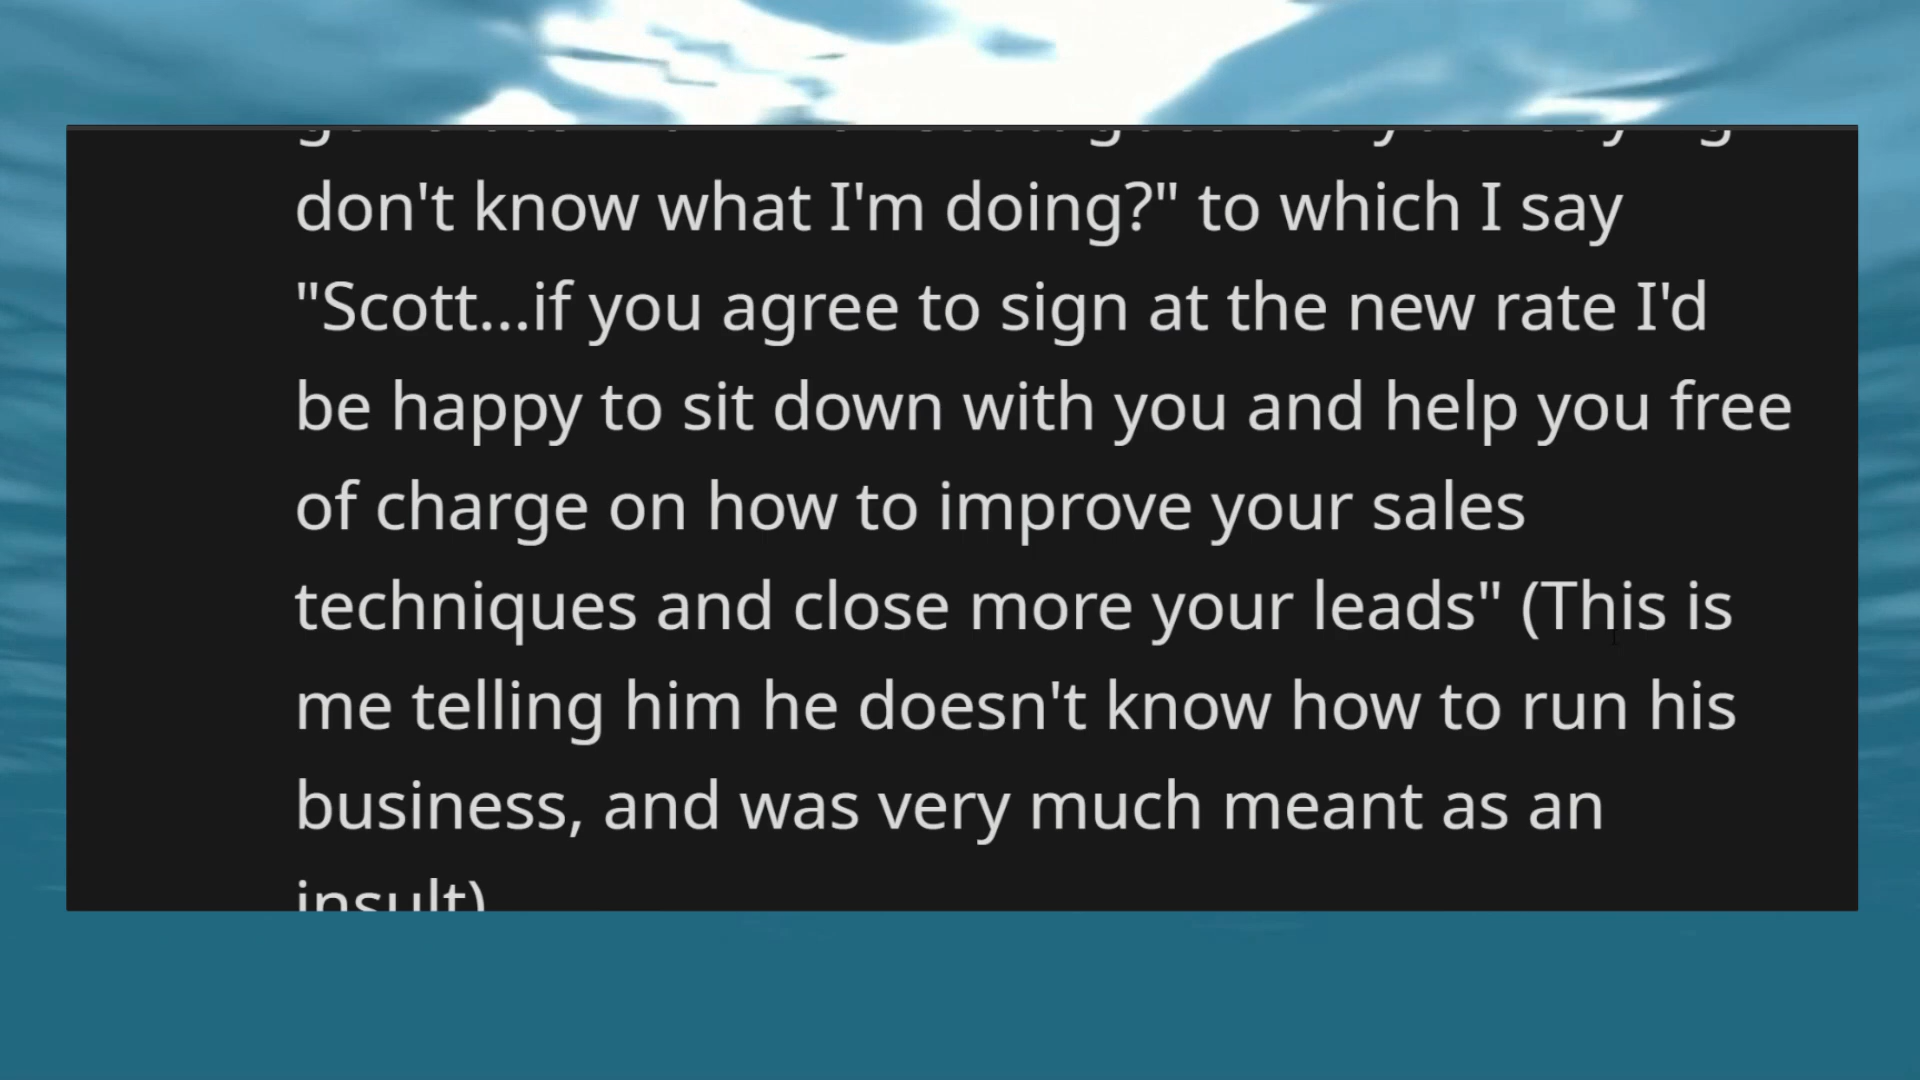 don't know what I'm doing?" to which I say
"Scott...if you agree to sign at the new rate I'd
be happy to sit down with you and help you free
of charge on how to improve your sales
techniques and close more your leads" (This is
me telling him he doesn't know how to run his
business, and was very much meant as an
insult)